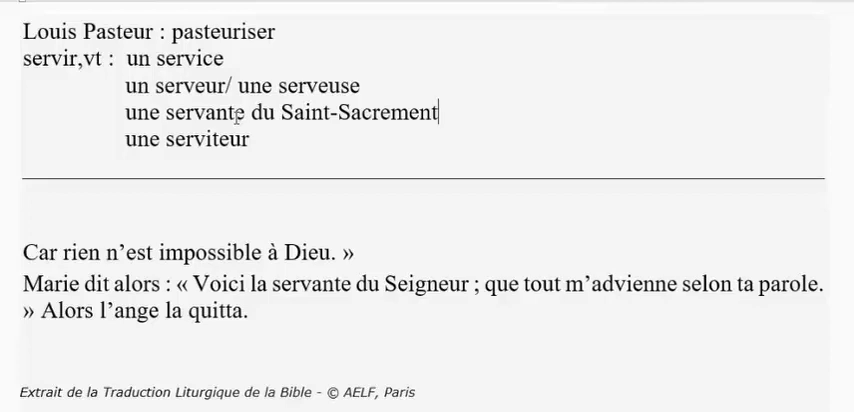 Louis Pasteur : pasteuriser
servir,vt : un service
un serveur/ une serveuse
une servante du Saint-Sacrement
une serviteur
Car rien n’est impossible à Dieu. »
Marie dit alors : « Voici la servante du Seigneur ; que tout m’advienne selon ta parole.
» Alors l’ange la quitta.
Extrait de la Traduction Liturgique de la Bible - © AELF, Paris